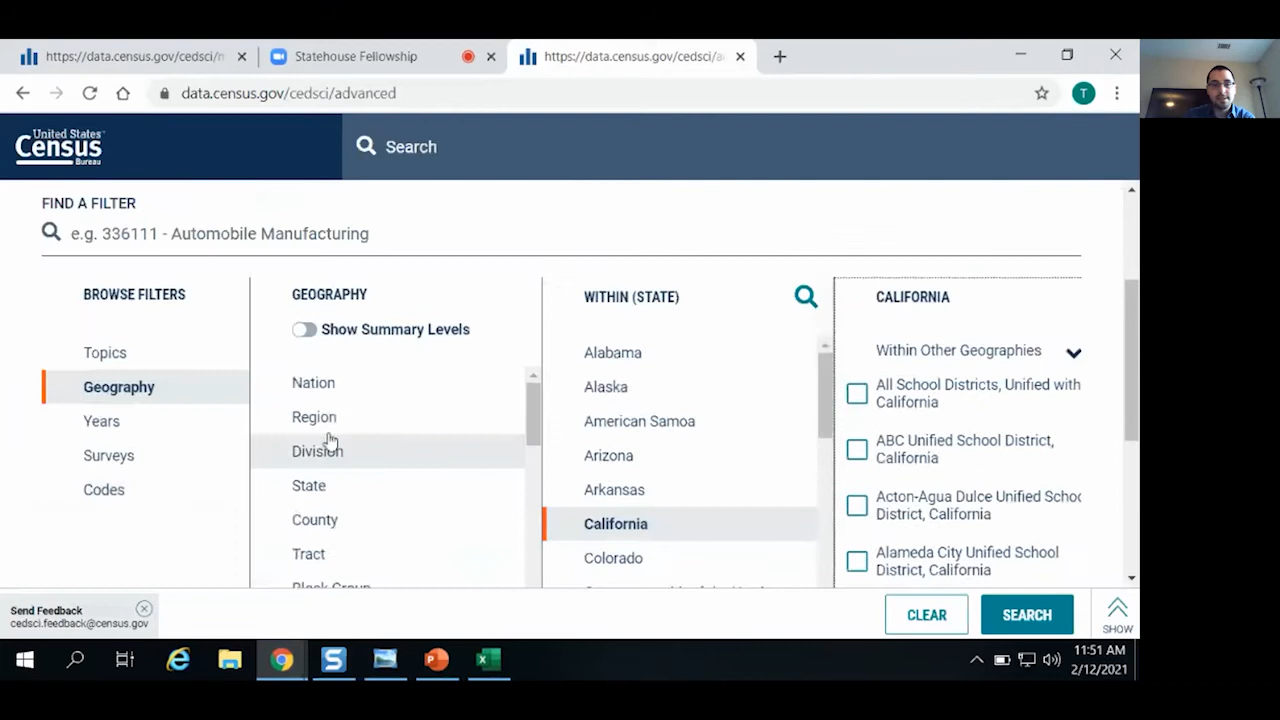 https://data.census.gov/cedsci/
Statehouse Fellowship
https://data.census.gov/cedsci/a
data.census.gov/cedsci/advanced
T
United States
Census
Bureau
Search
FIND A FILTER
e.g. 336111 - Automobile Manufacturing
BROWSE FILTERS
Topics
Geography
Years
Surveys
Codes
GEOGRAPHY
Show Summary Levels
Nation
Region
Division
State
County
Tract
Block Group
WITHIN (STATE)
Alabama
Alaska
American Samoa
Arizona
Arkansas
California
Colorado
CALIFORNIA
Within Other Geographies
All School Districts, Unified with
California
ABC Unified School District,
California
Acton-Agua Dulce Unified Schoo
District, California
Alameda City Unified School
District, California
Send Feedback
cedsci.feedback@census.gov
CLEAR
SEARCH
SHOW
11:51 AM
2/12/2021